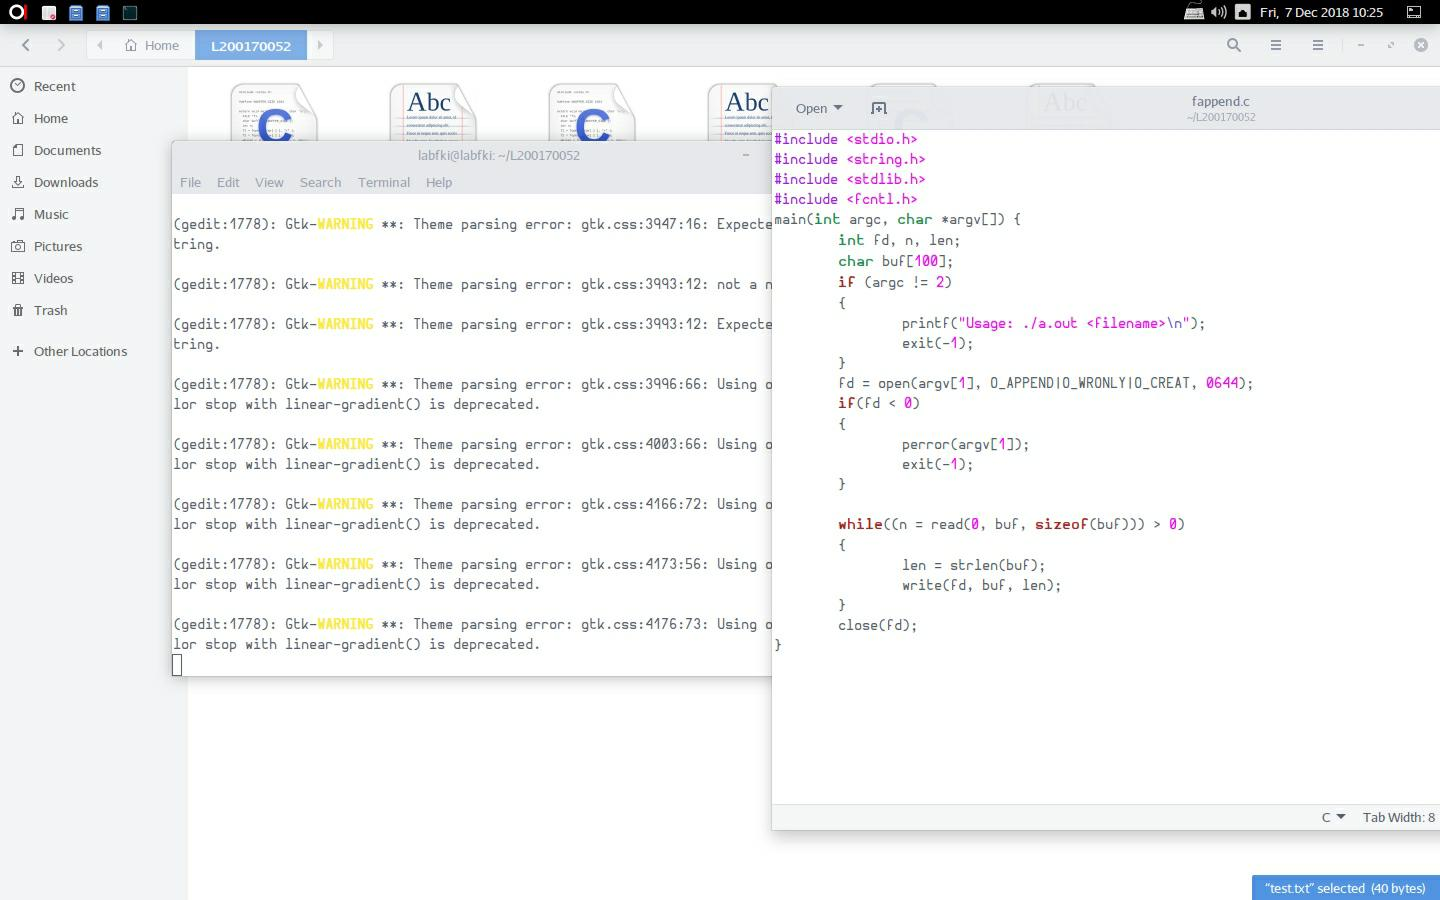 Fri, 7 Dec 2018 10:25
Home
L200170052
Recent
Home
Documents
Downloads
Music
Pictures
Videos
Trash
Other Locations
Abc
Abc
Abc
C
C
labfki@labfki: ~/L200170052
File Edit View Search Terminal Help
(gedit:1778): Gtk-WARNING **: Theme parsing error: gtk.css:3947:16: Expecte
tring.
(gedit:1778): Gtk-WARNING **: Theme parsing error: gtk.css:3993:12: not a n
(gedit:1778): Gtk-WARNING **: Theme parsing error: gtk.css:3993:12: Expecte
tring.
(gedit:1778): Gtk-WARNING **: Theme parsing error: gtk.css:3996:66: Using o
lor stop with linear-gradient() is deprecated.
(gedit:1778): Gtk-WARNING **: Theme parsing error: gtk.css:4003:66: Using o
lor stop with linear-gradient() is deprecated.
(gedit:1778): Gtk-WARNING **: Theme parsing error: gtk.css:4166:72: Using o
lor stop with linear-gradient() is deprecated.
(gedit:1778): Gtk-WARNING **: Theme parsing error: gtk.css:4173:56: Using o
lor stop with linear-gradient() is deprecated.
(gedit:1778): Gtk-WARNING **: Theme parsing error: gtk.css:4176:73: Using o
lor stop with linear-gradient() is deprecated.
Open
fappend.c
~/L200170052
#include <stdio.h>
#include <string.h>
#include <stdlib.h>
#include <fcntl.h>
main(int argc, char *argv[]) {
int fd, n, len;
char buf[100];
if (argc != 2)
{
printf("Usage: ./a.out <filename>\n");
exit(-1);
}
fd = open(argv[1], O_APPEND|O_WRONLY|O_CREAT, 0644);
if(fd < 0)
{
perror(argv[1]);
exit(-1);
}
while((n = read(0, buf, sizeof(buf))) > 0)
{
len = strlen(buf);
write(fd, buf, len);
}
close(fd);
}
C
Tab Width: 8
“test.txt” selected (40 bytes)